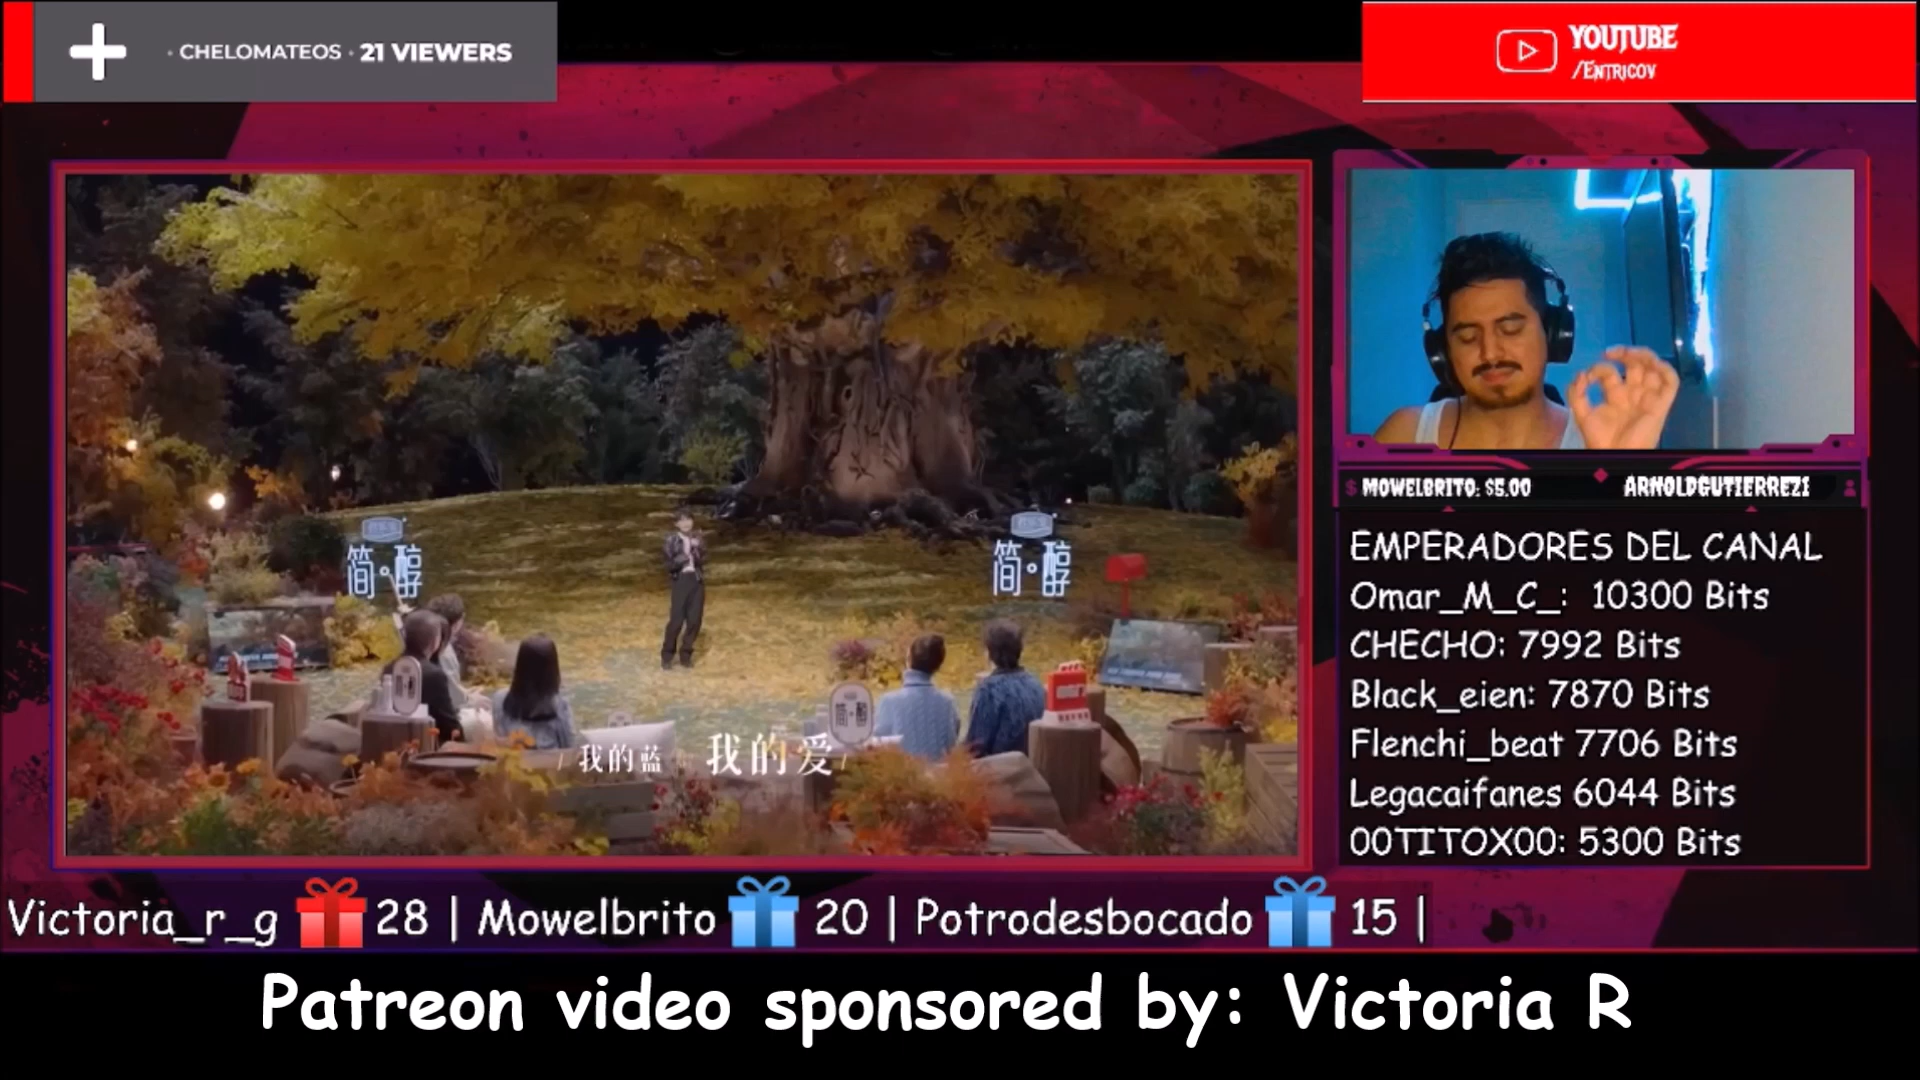 · CHELOMATEOS · 21 VIEWERS
YOUTUBE
/ENTRICOV
简·醇
简·醇
简·醇
我的蓝 我的爱
$ MOWELBRITO: $5.00
ARNOLDGUTIERREZ1
EMPERADORES DEL CANAL
Omar_M_C_: 10300 Bits
CHECHO: 7992 Bits
Black_eien: 7870 Bits
Flenchi_beat 7706 Bits
Legacaifanes 6044 Bits
00TITOX00: 5300 Bits
Victoria_r_g 28 | Mowelbrito 20 | Potrodesbocado 15 |
Patreon video sponsored by: Victoria R